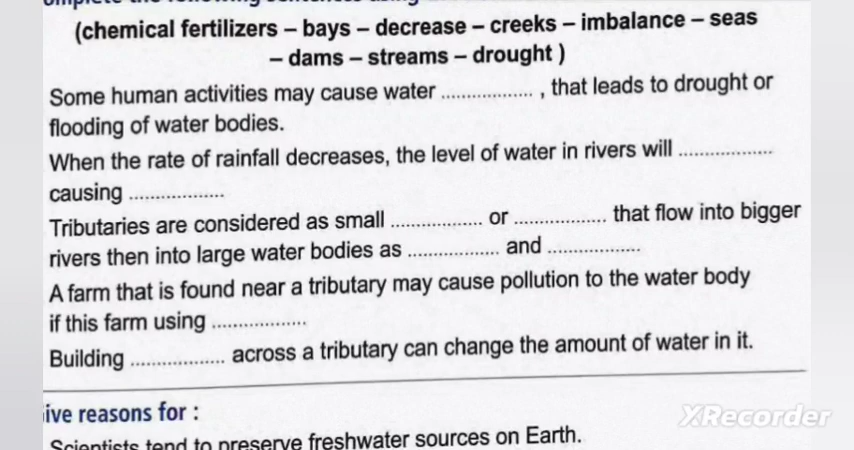 (chemical fertilizers – bays – decrease – creeks – imbalance – seas
– dams – streams – drought )
Some human activities may cause water ................. , that leads to drought or
flooding of water bodies.
When the rate of rainfall decreases, the level of water in rivers will .................
causing .................
Tributaries are considered as small ................. or ................. that flow into bigger
rivers then into large water bodies as ................. and .................
A farm that is found near a tributary may cause pollution to the water body
if this farm using .................
Building ................. across a tributary can change the amount of water in it.
ive reasons for :
Scientists tend to preserve freshwater sources on Earth.
XRecorder